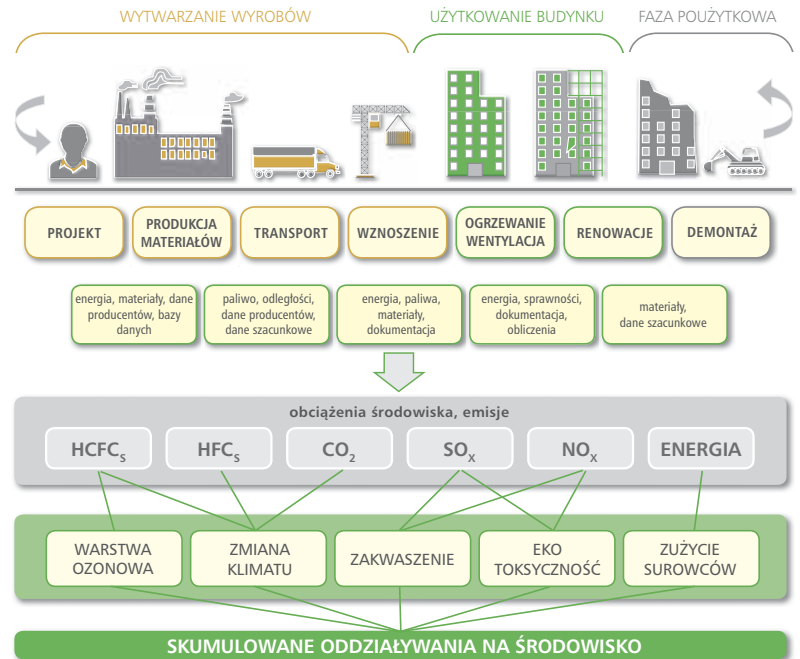 WYTWARZANIE WYROBÓW
UŻYTKOWANIE BUDYNKU
FAZA POUŻYTKOWA
PROJEKT
PRODUKCJA
MATERIAŁÓW
TRANSPORT
WZNOSZENIE
OGRZEWANIE
WENTYLACJA
RENOWACJE
DEMONTAŻ
energia, materiały, dane
producentów, bazy
danych
paliwo, odległości,
dane producentów,
dane szacunkowe
energia, paliwa,
materiały,
dokumentacja
energia, sprawności,
dokumentacja,
obliczenia
materiały,
dane szacunkowe
obciążenia środowiska, emisje
HCFCS
HFCS
CO2
SOX
NOX
ENERGIA
WARSTWA
OZONOWA
ZMIANA
KLIMATU
ZAKWASZENIE
EKO
TOKSYCZNOŚĆ
ZUŻYCIE
SUROWCÓW
SKUMULOWANE ODDZIAŁYWANIA NA ŚRODOWISKO